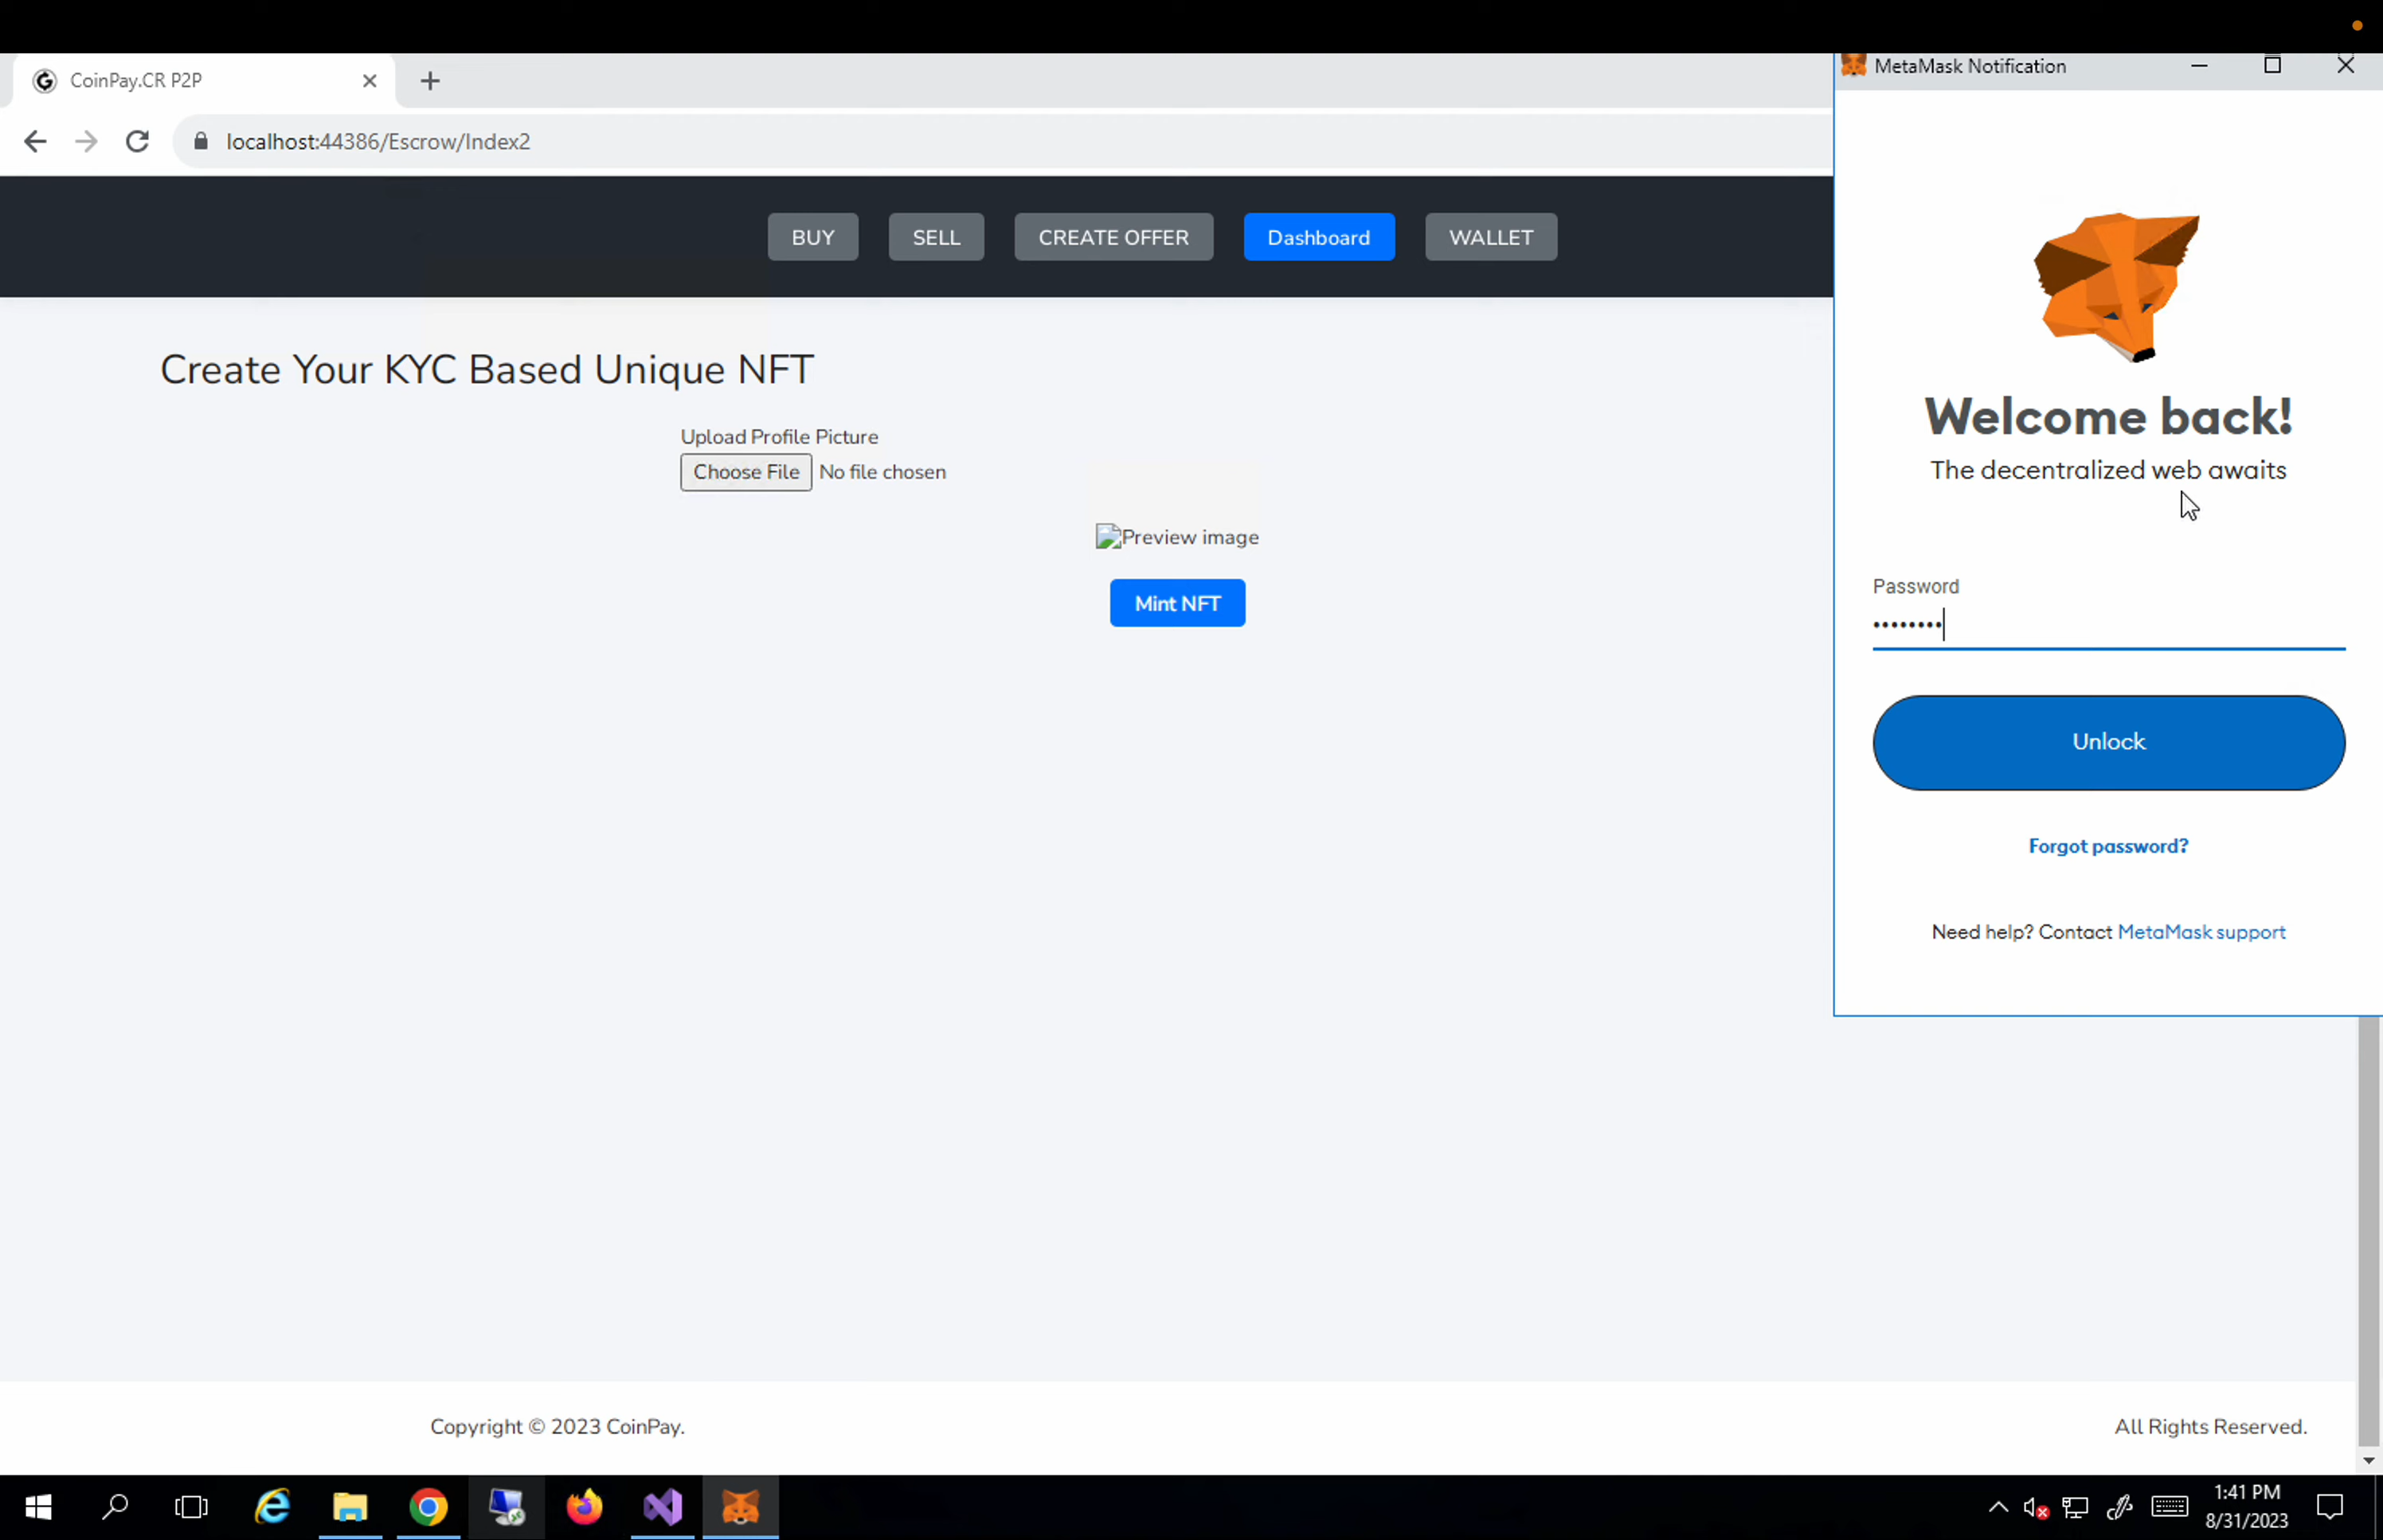 CoinPay.CR P2P
MetaMask Notification
localhost:44386/Escrow/Index2
BUY
SELL
CREATE OFFER
Dashboard
WALLET
Create Your KYC Based Unique NFT
Upload Profile Picture
Choose File No file chosen
Preview image
Mint NFT
Welcome back!
The decentralized web awaits
Password
••••••••
Unlock
Forgot password?
Need help? Contact MetaMask support
Copyright © 2023 CoinPay.
All Rights Reserved.
1:41 PM
8/31/2023